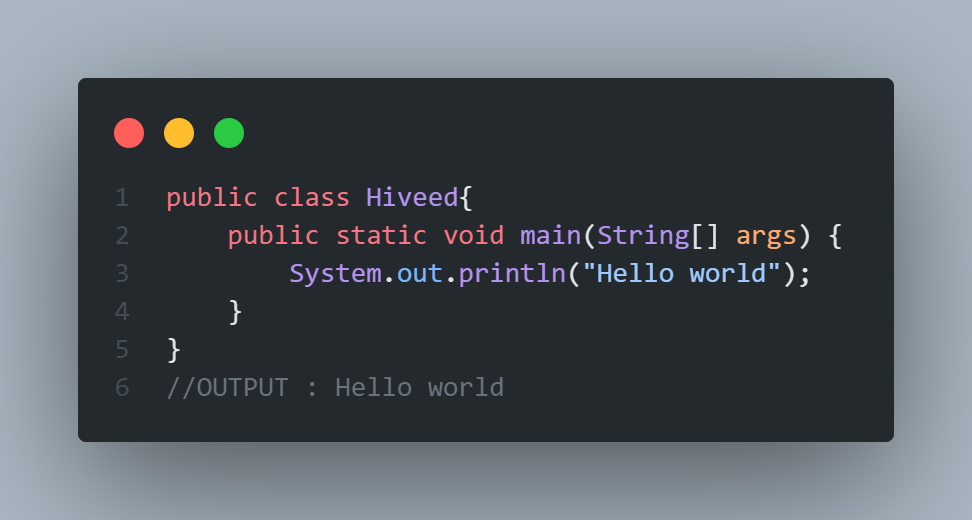 1 public class Hiveed{
2     public static void main(String[] args) {
3         System.out.println("Hello world");
4     }
5 }
6 //OUTPUT : Hello world